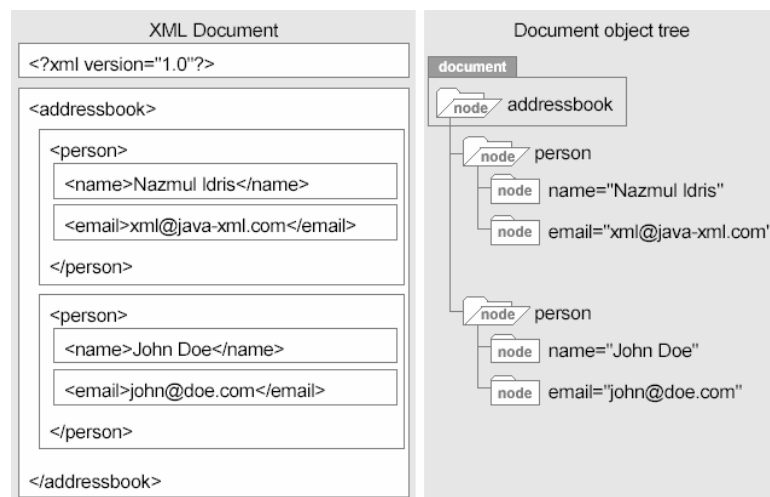 XML Document
<?xml version="1.0"?>
<addressbook>
<person>
<name>Nazmul Idris</name>
<email>xml@java-xml.com</email>
</person>
<person>
<name>John Doe</name>
<email>john@doe.com</email>
</person>
</addressbook>
Document object tree
document
node addressbook
node person
node name="Nazmul Idris"
node email="xml@java-xml.com"
node person
node name="John Doe"
node email="john@doe.com"